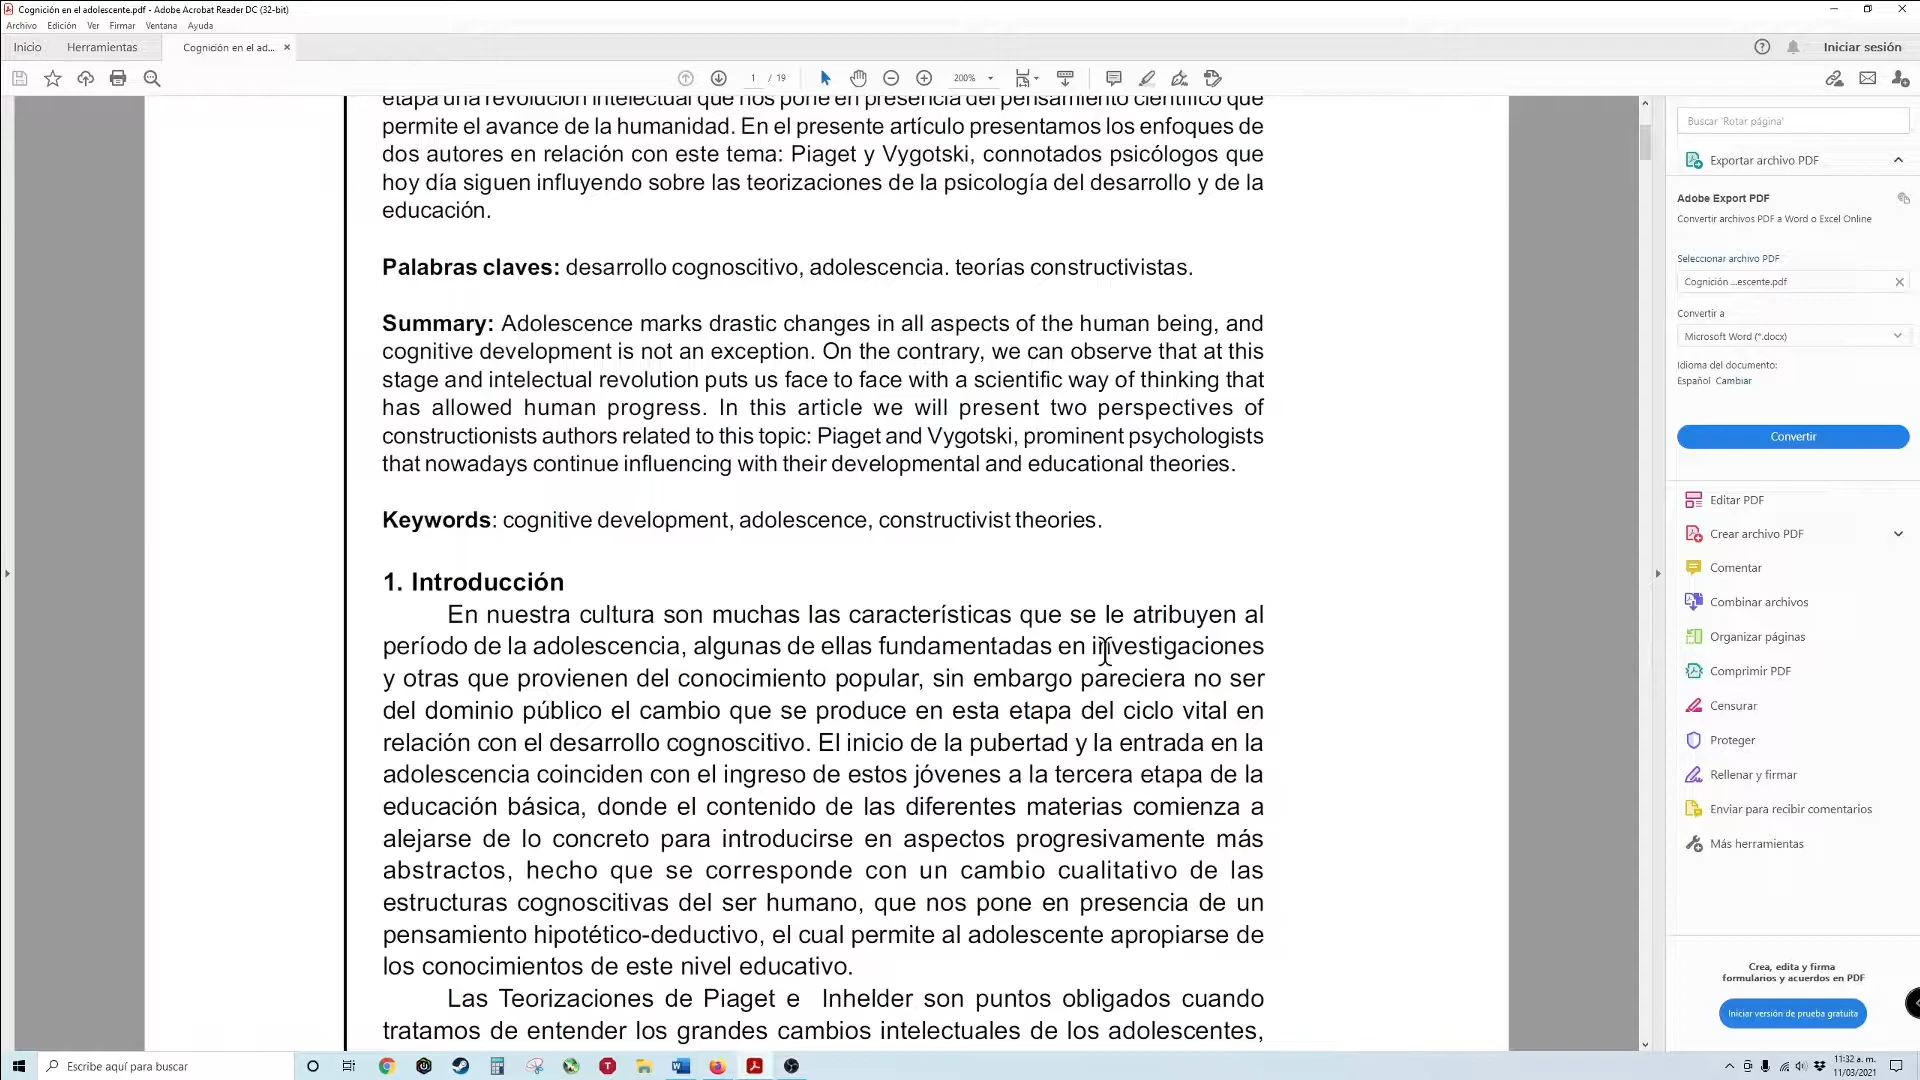 Cognición en el adolescente.pdf - Adobe Acrobat Reader DC (32-bit)
Archivo Edición Ver Firmar Ventana Ayuda
Inicio Herramientas Cognición en el ad... × Iniciar sesión
1 / 19 200%
etapa una revolución intelectual que nos pone en presencia del pensamiento científico que
permite el avance de la humanidad. En el presente artículo presentamos los enfoques de
dos autores en relación con este tema: Piaget y Vygotski, connotados psicólogos que
hoy día siguen influyendo sobre las teorizaciones de la psicología del desarrollo y de la
educación.
Palabras claves: desarrollo cognoscitivo, adolescencia. teorías constructivistas.
Summary: Adolescence marks drastic changes in all aspects of the human being, and
cognitive development is not an exception. On the contrary, we can observe that at this
stage and intelectual revolution puts us face to face with a scientific way of thinking that
has allowed human progress. In this article we will present two perspectives of
constructionists authors related to this topic: Piaget and Vygotski, prominent psychologists
that nowadays continue influencing with their developmental and educational theories.
Keywords: cognitive development, adolescence, constructivist theories.
1. Introducción
En nuestra cultura son muchas las características que se le atribuyen al
período de la adolescencia, algunas de ellas fundamentadas en investigaciones
y otras que provienen del conocimiento popular, sin embargo pareciera no ser
del dominio público el cambio que se produce en esta etapa del ciclo vital en
relación con el desarrollo cognoscitivo. El inicio de la pubertad y la entrada en la
adolescencia coinciden con el ingreso de estos jóvenes a la tercera etapa de la
educación básica, donde el contenido de las diferentes materias comienza a
alejarse de lo concreto para introducirse en aspectos progresivamente más
abstractos, hecho que se corresponde con un cambio cualitativo de las
estructuras cognoscitivas del ser humano, que nos pone en presencia de un
pensamiento hipotético-deductivo, el cual permite al adolescente apropiarse de
los conocimientos de este nivel educativo.
Las Teorizaciones de Piaget e Inhelder son puntos obligados cuando
tratamos de entender los grandes cambios intelectuales de los adolescentes,
Buscar 'Rotar página'
Exportar archivo PDF
Adobe Export PDF
Convertir archivos PDF a Word o Excel Online
Seleccionar archivo PDF
Cognición ...escente.pdf
Convertir a
Microsoft Word (*.docx)
Idioma del documento:
Español Cambiar
Convertir
Editar PDF
Crear archivo PDF
Comentar
Combinar archivos
Organizar páginas
Comprimir PDF
Censurar
Proteger
Rellenar y firmar
Enviar para recibir comentarios
Más herramientas
Crea, edita y firma
formularios y acuerdos en PDF
Iniciar versión de prueba gratuita
Escribe aquí para buscar
11:32 a. m.
11/03/2021